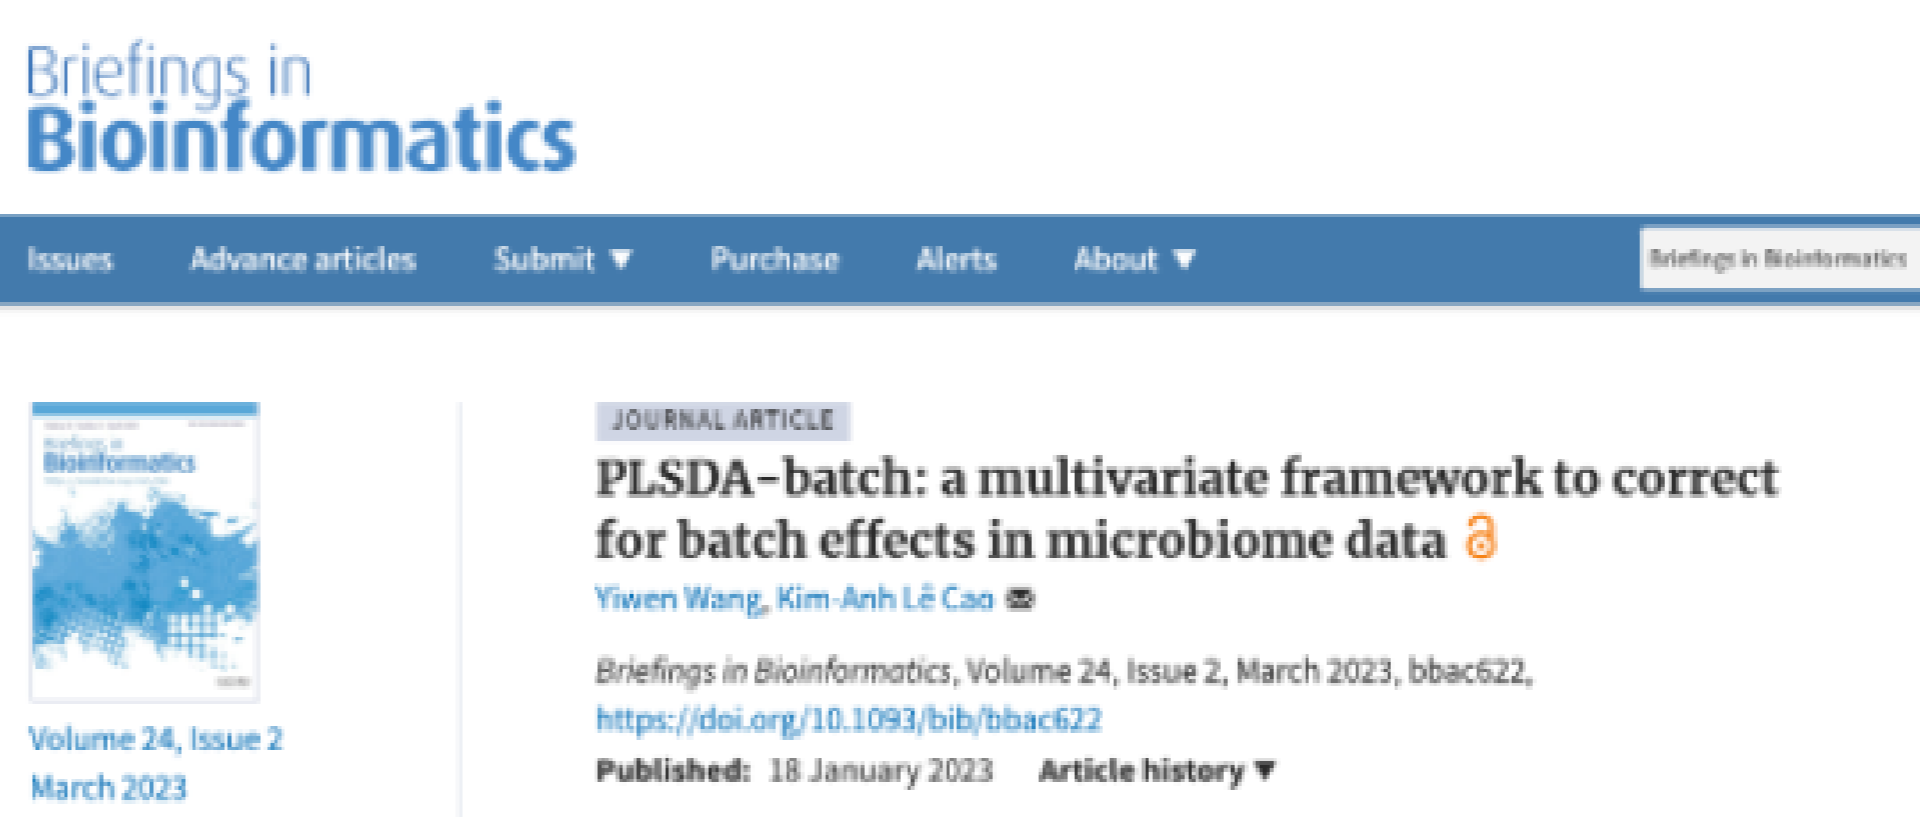 Briefings in
Bioinformatics
Issues Advance articles Submit ▼ Purchase Alerts About ▼ Briefings in Bioinformatics
Briefings in
Bioinformatics
Volume 24, Issue 2
March 2023
JOURNAL ARTICLE
PLSDA-batch: a multivariate framework to correct
for batch effects in microbiome data
Yiwen Wang, Kim-Anh Lê Cao
Briefings in Bioinformatics, Volume 24, Issue 2, March 2023, bbac622,
https://doi.org/10.1093/bib/bbac622
Published: 18 January 2023 Article history ▼